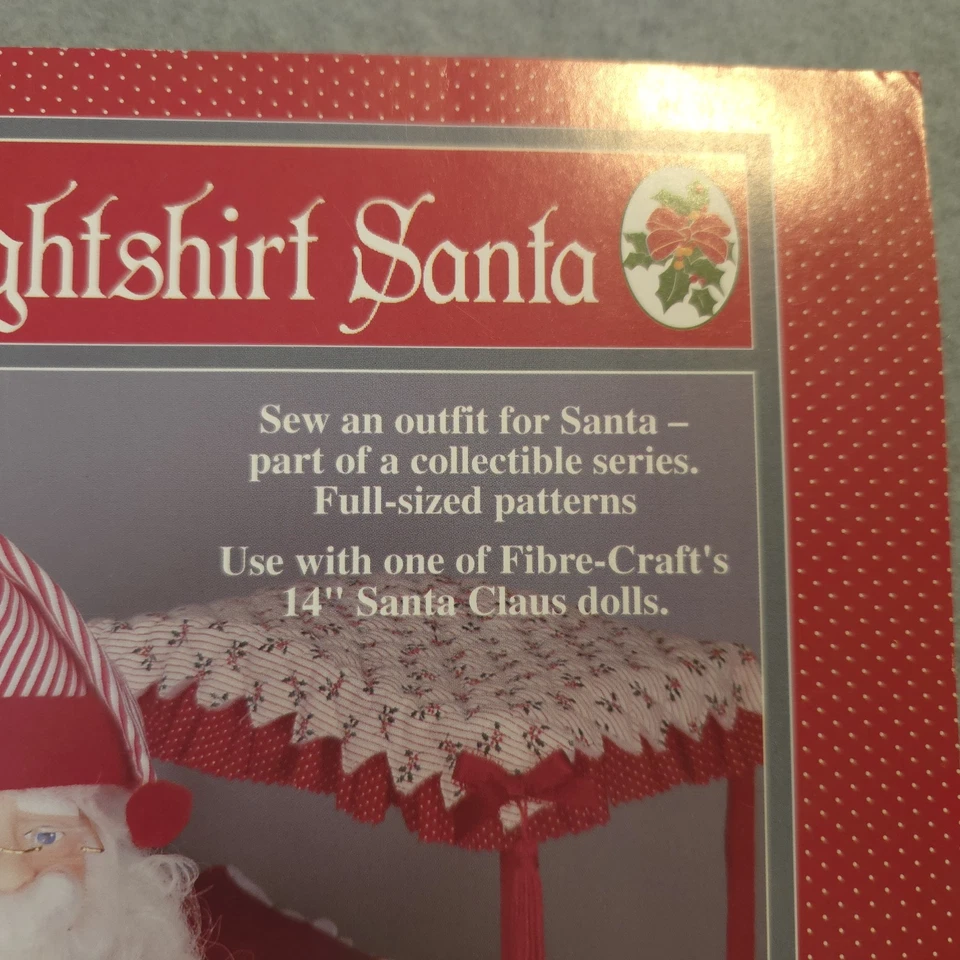 ghtshirt Santa
Sew an outfit for Santa –
part of a collectible series.
Full-sized patterns
Use with one of Fibre-Craft's
14" Santa Claus dolls.